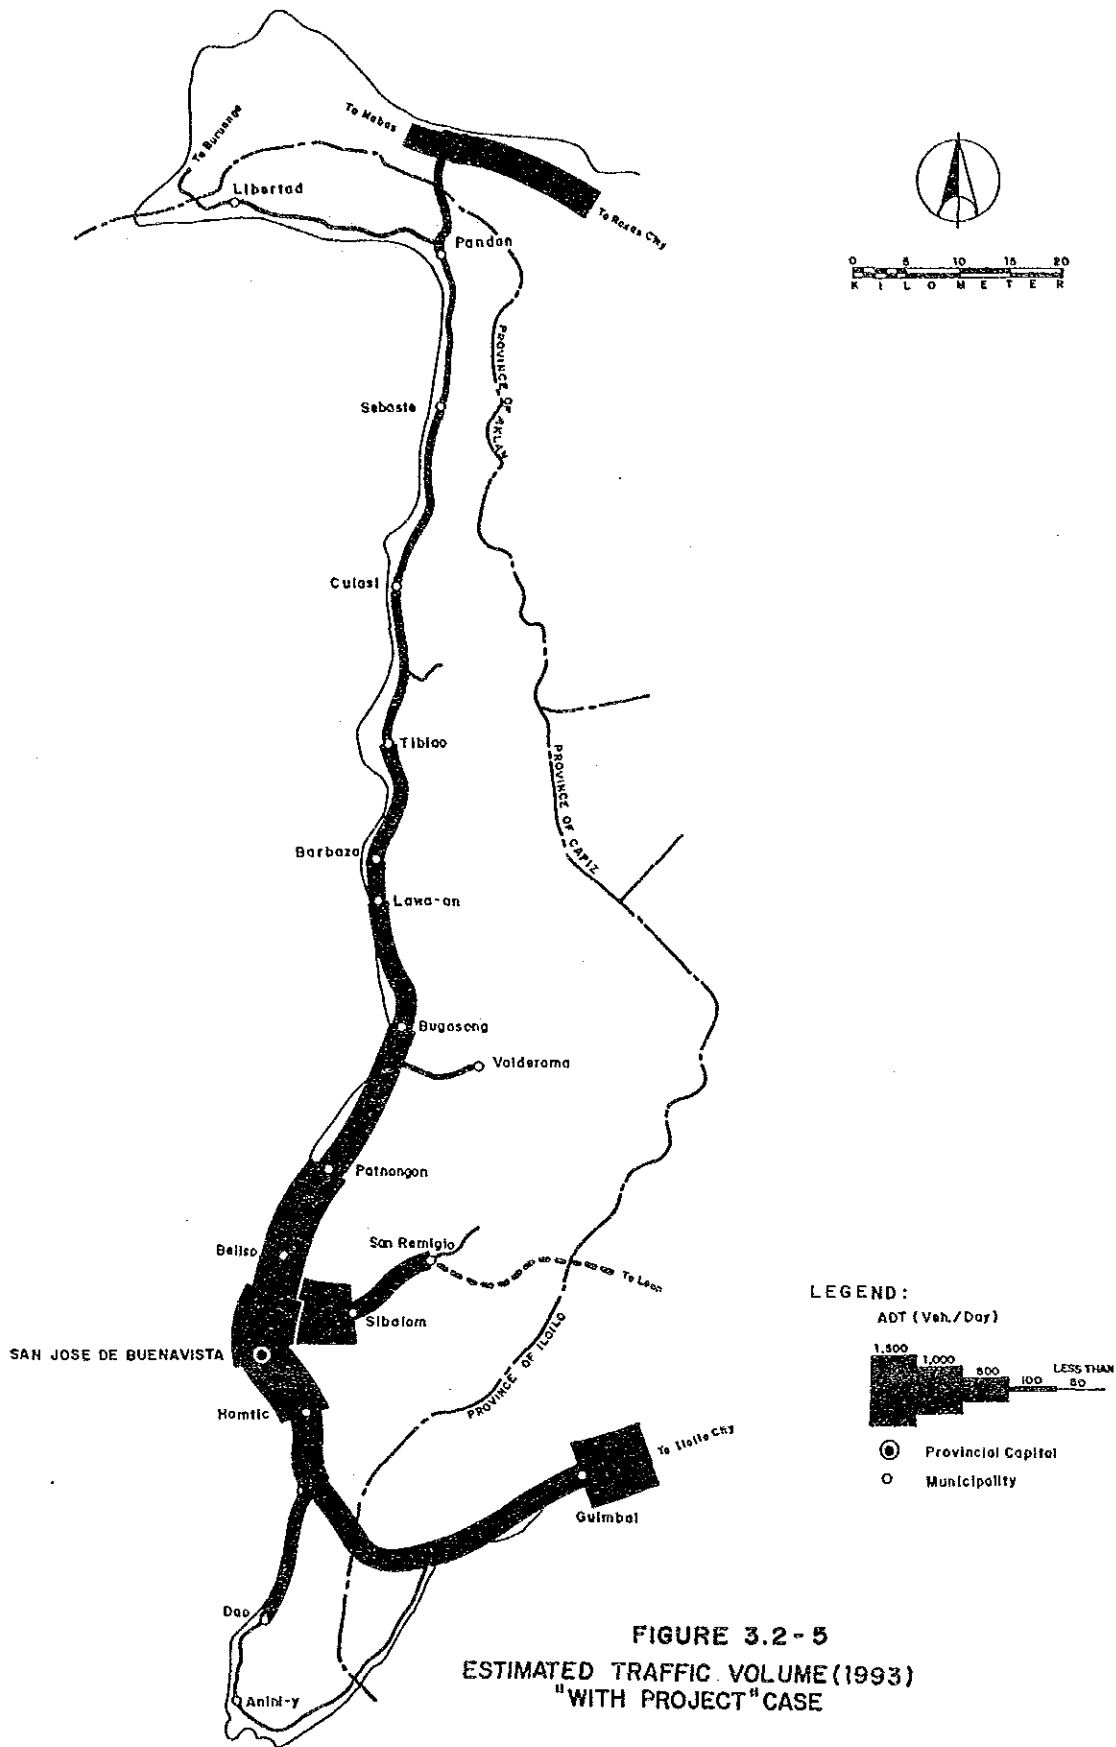 To Nabas
To Buruanga
Libertad
To Roxas City
Pandan
0 5 10 15 20
KILOMETER
PROVINCE OF AKLAN
Sebaste
Culasi
Tibiao
PROVINCE OF CAPIZ
Barbaza
Lawa-an
Bugasong
Valderama
Patnongon
San Remigio
Belison
To Leon
Sibalom
SAN JOSE DE BUENAVISTA
PROVINCE OF ILOILO
Hamtic
To Iloilo City
Guimbal
Dao
Anini-y
LEGEND:
ADT (Veh./Day)
1,500
1,000
500
100
LESS THAN
50
Provincial Capital
Municipality
FIGURE 3.2-5
ESTIMATED TRAFFIC VOLUME (1993)
"WITH PROJECT" CASE